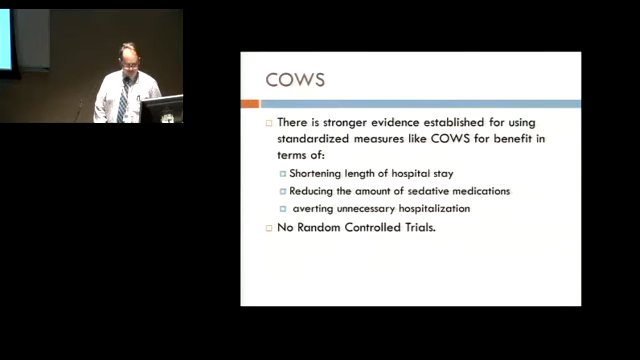 COWS
There is stronger evidence established for using
standardized measures like COWS for benefit in
terms of:
Shortening length of hospital stay
Reducing the amount of sedative medications
averting unnecessary hospitalization
No Random Controlled Trials.